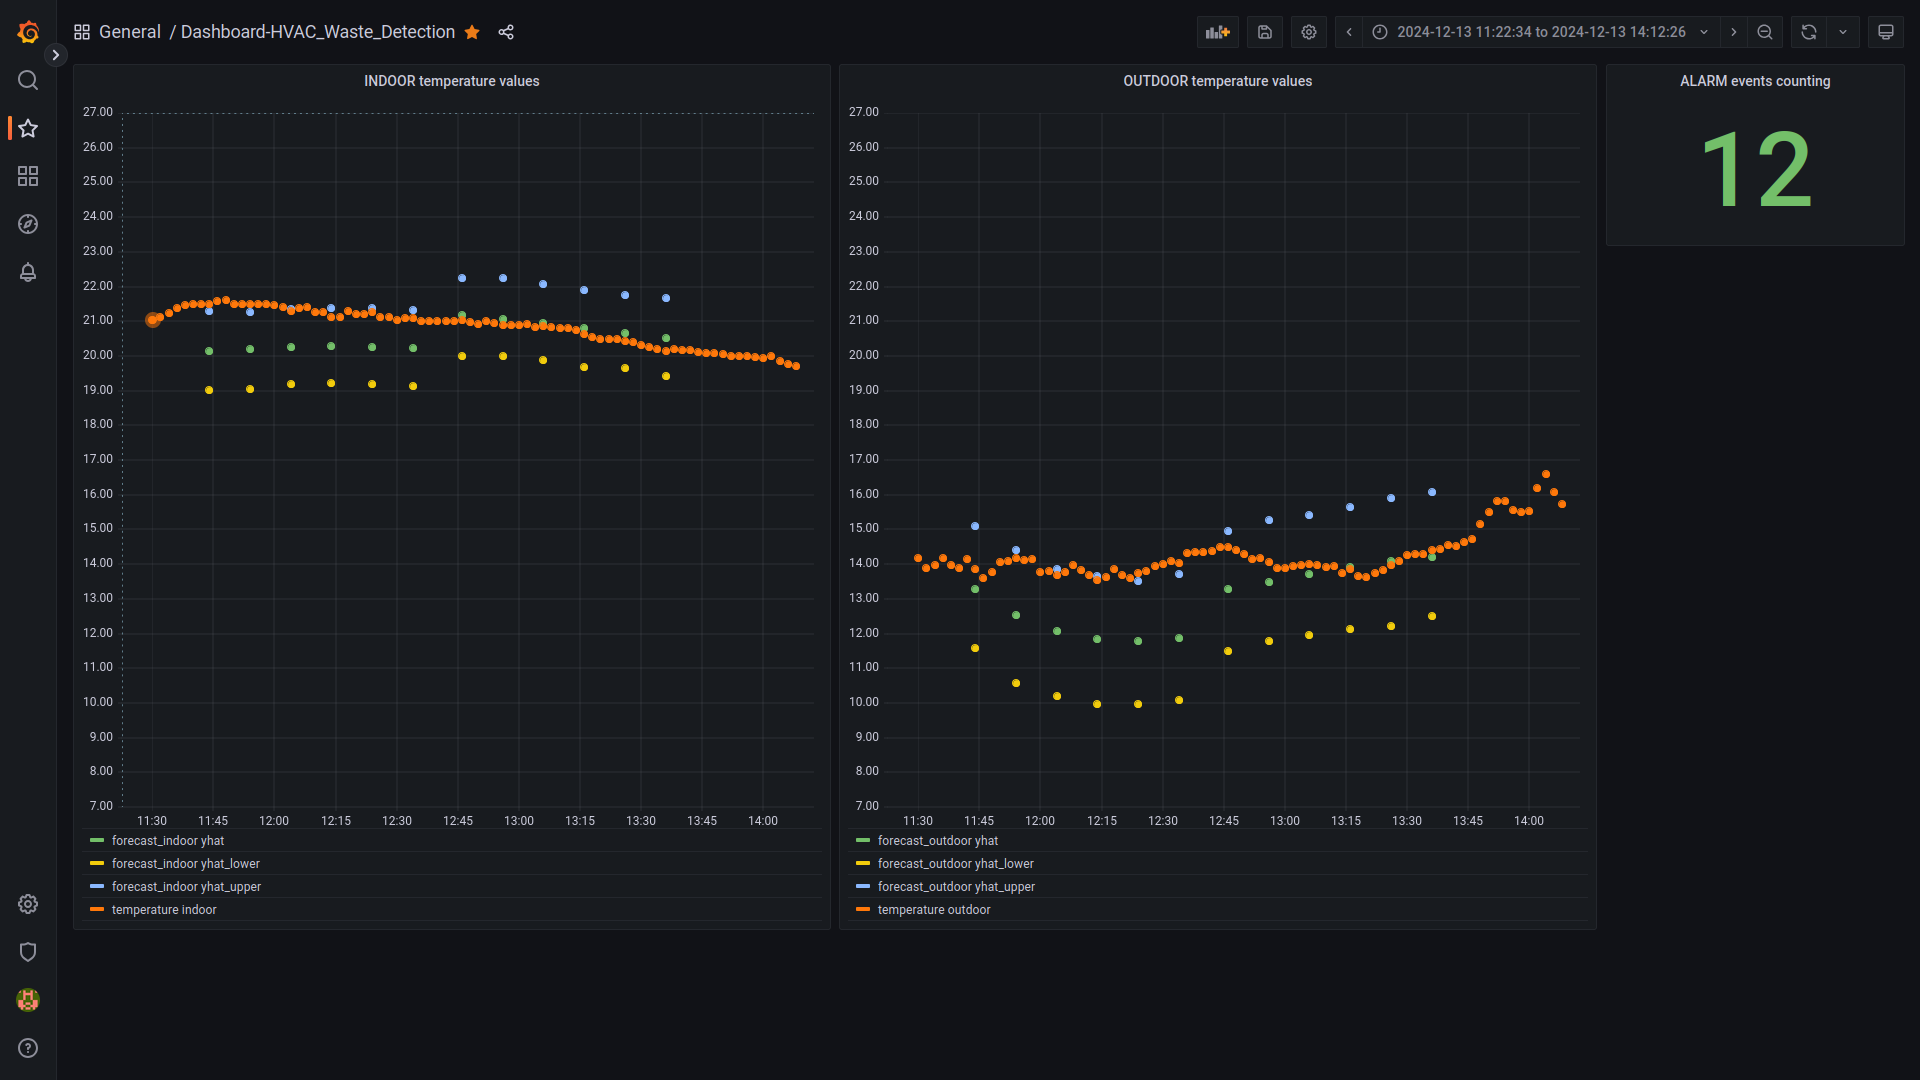 General / Dashboard-HVAC_Waste_Detection
2024-12-13 11:22:34 to 2024-12-13 14:12:26
INDOOR temperature values
27.00
26.00
25.00
24.00
23.00
22.00
21.00
20.00
19.00
18.00
17.00
16.00
15.00
14.00
13.00
12.00
11.00
10.00
9.00
8.00
7.00
11:30 11:45 12:00 12:15 12:30 12:45 13:00 13:15 13:30 13:45 14:00
forecast_indoor yhat
forecast_indoor yhat_lower
forecast_indoor yhat_upper
temperature indoor
OUTDOOR temperature values
27.00
26.00
25.00
24.00
23.00
22.00
21.00
20.00
19.00
18.00
17.00
16.00
15.00
14.00
13.00
12.00
11.00
10.00
9.00
8.00
7.00
11:30 11:45 12:00 12:15 12:30 12:45 13:00 13:15 13:30 13:45 14:00
forecast_outdoor yhat
forecast_outdoor yhat_lower
forecast_outdoor yhat_upper
temperature outdoor
ALARM events counting
12